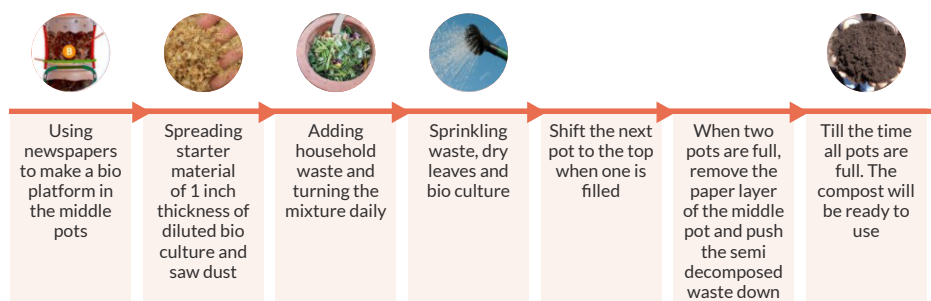 B
Using
newspapers
to make a bio
platform in
the middle
pots
Spreading
starter
material
of 1 inch
thickness of
diluted bio
culture and
saw dust
Adding
household
waste and
turning the
mixture daily
Sprinkling
waste, dry
leaves and
bio culture
Shift the next
pot to the top
when one is
filled
When two
pots are full,
remove the
paper layer
of the middle
pot and push
the semi
decomposed
waste down
Till the time
all pots are
full. The
compost will
be ready to
use